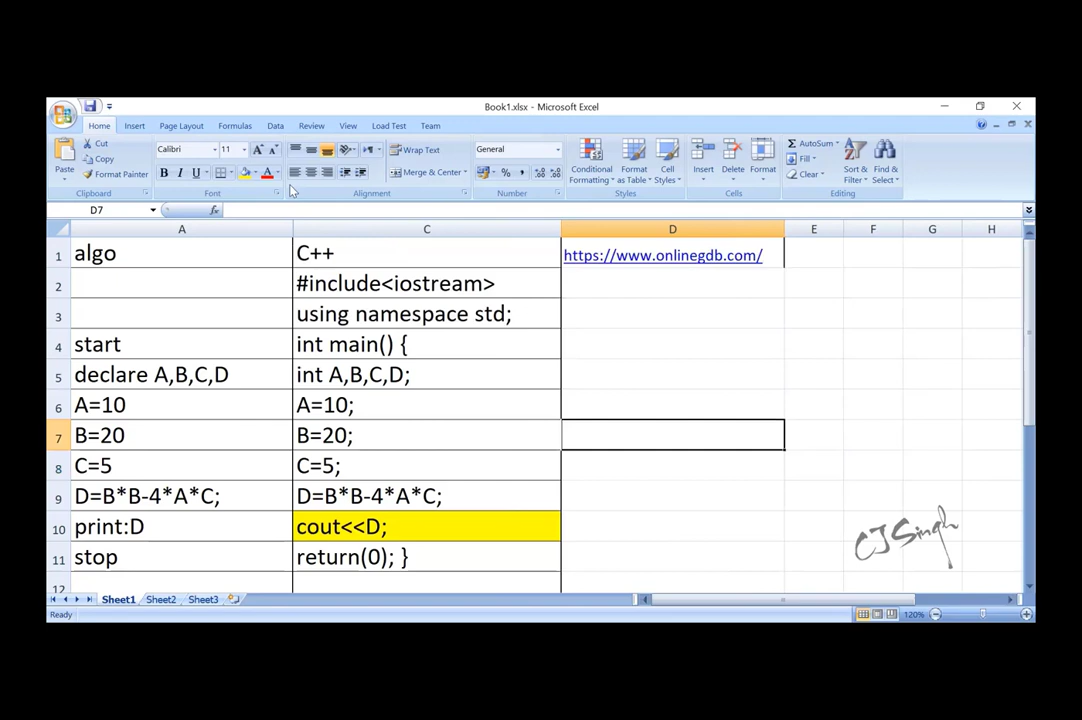 Book1.xlsx - Microsoft Excel
Home Insert Page Layout Formulas Data Review View Load Test Team
Cut
Copy
Format Painter
Paste
Clipboard
Calibri 11
B I U
Font
Wrap Text
Merge & Center
Alignment
General
% ,
Number
Conditional Formatting
Format as Table
Cell Styles
Styles
Insert Delete Format
Cells
Σ AutoSum
Fill
Clear
Sort & Filter
Find & Select
Editing
D7 fx
A C D E F G H
1 algo C++ https://www.onlinegdb.com/
2 #include<iostream>
3 using namespace std;
4 start int main() {
5 declare A,B,C,D int A,B,C,D;
6 A=10 A=10;
7 B=20 B=20;
8 C=5 C=5;
9 D=B*B-4*A*C; D=B*B-4*A*C;
10 print:D cout<<D;
11 stop return(0); }
12
CJSingh
Sheet1 Sheet2 Sheet3
Ready 120%